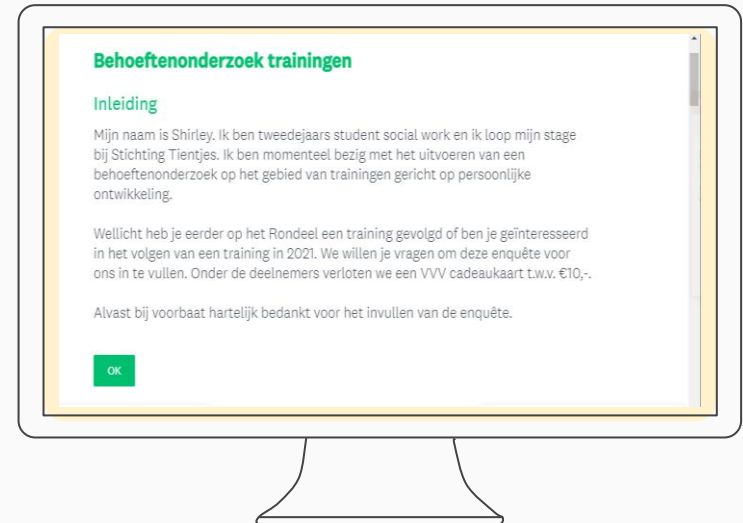 Behoeftenonderzoek trainingen
Inleiding
Mijn naam is Shirley. Ik ben tweedejaars student social work en ik loop mijn stage
bij Stichting Tientjes. Ik ben momenteel bezig met het uitvoeren van een
behoeftenonderzoek op het gebied van trainingen gericht op persoonlijke
ontwikkeling.
Wellicht heb je eerder op het Rondeel een training gevolgd of ben je geïnteresseerd
in het volgen van een training in 2021. We willen je vragen om deze enquête voor
ons in te vullen. Onder de deelnemers verloten we een VVV cadeaukaart t.w.v. €10,-.
Alvast bij voorbaat hartelijk bedankt voor het invullen van de enquête.
OK